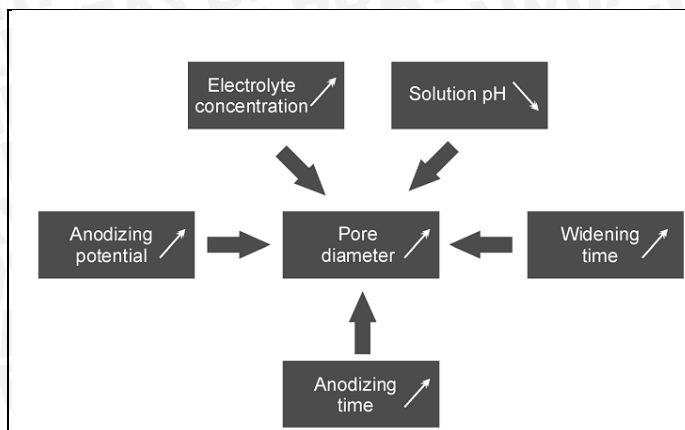 Electrolyte
concentration
Solution pH
Anodizing
potential
Pore
diameter
Widening
time
Anodizing
time